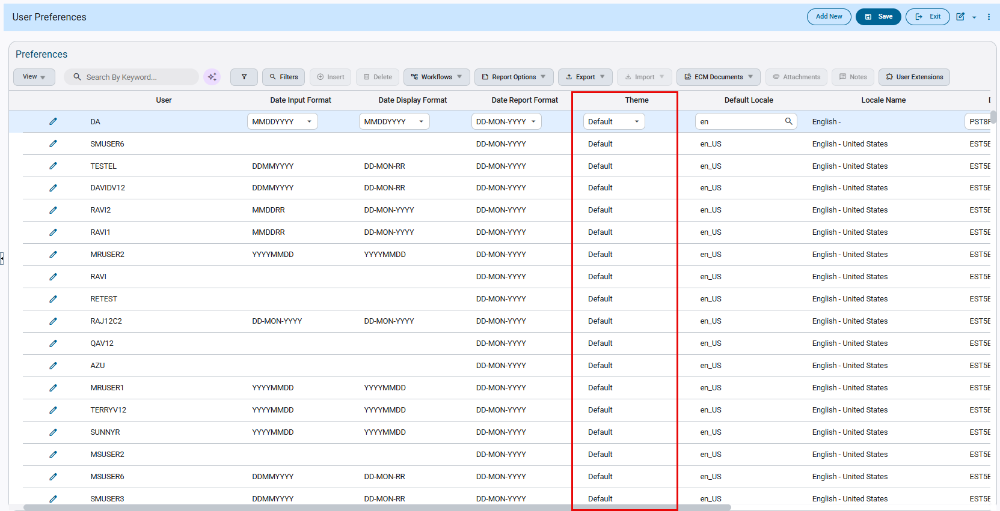 User Preferences Add New Save Exit
Preferences
View Search By Keyword... Filters Insert Delete Workflows Report Options Export Import ECM Documents Attachments Notes User Extensions
User Date Input Format Date Display Format Date Report Format Theme Default Locale Locale Name
DA MMDDYYYY MMDDYYYY DD-MON-YYYY Default en English - PST8F
SMUSER6 DD-MON-YYYY Default en_US English - United States EST5E
TESTEL DDMMYYYY DD-MON-RR DD-MON-YYYY Default en_US English - United States EST5E
DAVIDV12 DDMMYYYY DD-MON-RR DD-MON-YYYY Default en_US English - United States EST5E
RAVI2 MMDDRR DD-MON-YYYY DD-MON-YYYY Default en_US English - United States EST5E
RAVI1 MMDDRR DD-MON-YYYY DD-MON-YYYY Default en_US English - United States EST5E
MRUSER2 YYYYMMDD YYYYMMDD DD-MON-YYYY Default en_US English - United States EST5E
RAVI DD-MON-YYYY Default en_US English - United States EST5E
RETEST DD-MON-YYYY Default en_US English - United States EST5E
RAJ12C2 DD-MON-YYYY DD-MON-YYYY DD-MON-YYYY Default en_US English - United States EST5E
QAV12 DD-MON-YYYY Default en_US English - United States EST5E
AZU DD-MON-YYYY Default en_US English - United States EST5E
MRUSER1 YYYYMMDD YYYYMMDD DD-MON-YYYY Default en_US English - United States EST5E
TERRYV12 YYYYMMDD YYYYMMDD DD-MON-YYYY Default en_US English - United States EST5E
SUNNYR YYYYMMDD YYYYMMDD DD-MON-YYYY Default en_US English - United States EST5E
MSUSER2 DD-MON-YYYY Default en_US English - United States EST5E
MSUSER6 DDMMYYYY DD-MON-RR DD-MON-YYYY Default en_US English - United States EST5E
SMUSER3 DDMMYYYY DD-MON-RR DD-MON-YYYY Default en_US English - United States EST5E